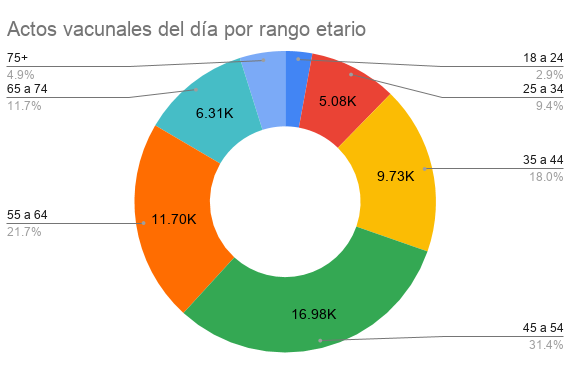 Actos vacunales del día por rango etario
75+
4.9%
65 a 74
11.7%
55 a 64
21.7%
18 a 24
2.9%
25 a 34
9.4%
35 a 44
18.0%
45 a 54
31.4%
5.08K
6.31K
9.73K
11.70K
16.98K